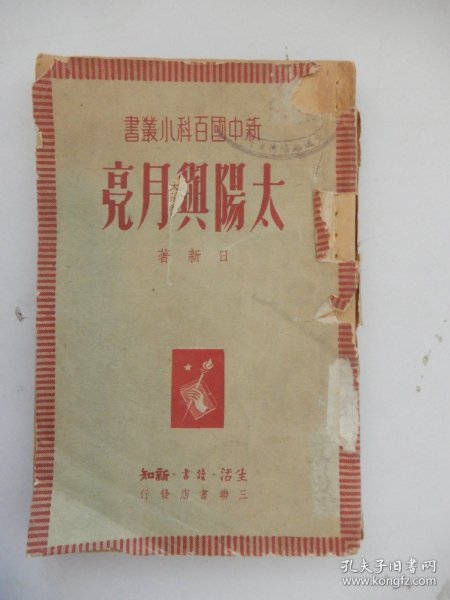 新中國百科小叢書
太陽與月亮
日新著
生活·讀書·新知
三聯書店發行
孔夫子旧书网
www.kongfz.com